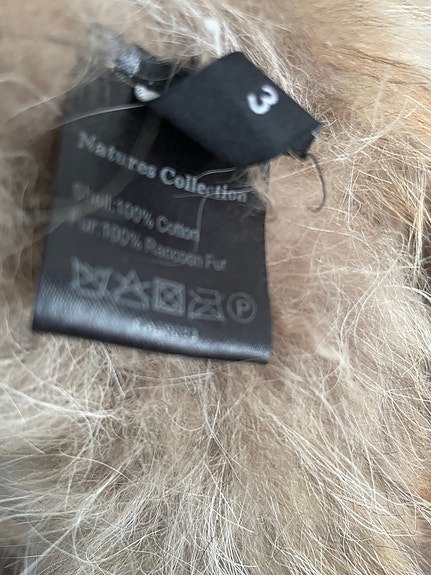 3
Natures Collection
Shell:100% Cotton
Fur 100% Raccoon Fur
P